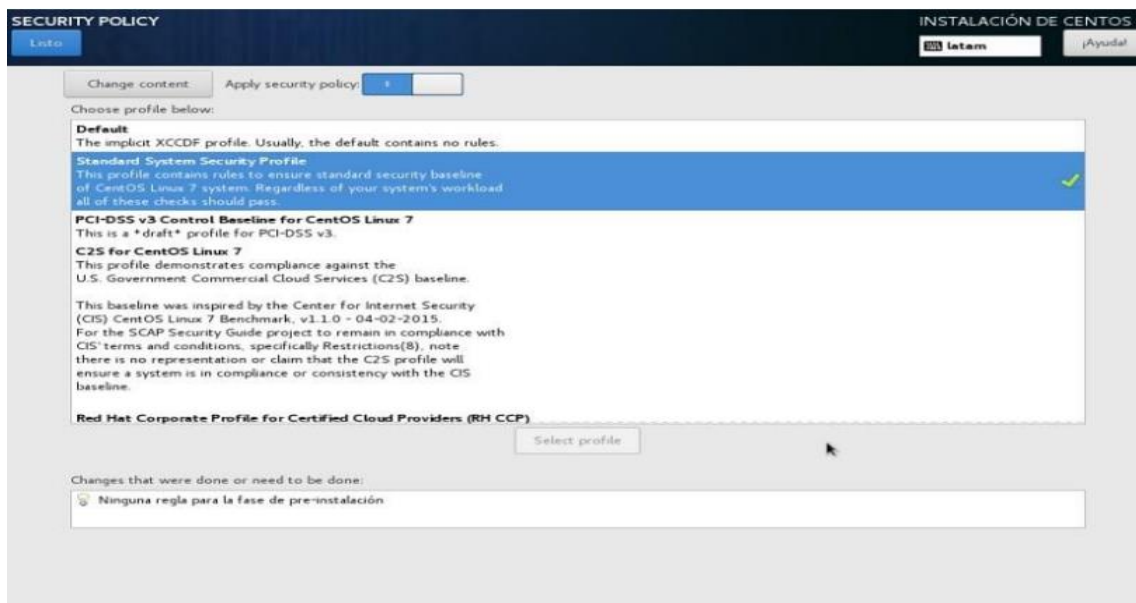 SECURITY POLICY
INSTALACIÓN DE CENTOS
Listo
latam
¡Ayuda!
Change content
Apply security policy:
Choose profile below:
Default
The implicit XCCDF profile. Usually, the default contains no rules.
Standard System Security Profile
This profile contains rules to ensure standard security baseline
of CentOS Linux 7 system. Regardless of your system's workload
all of these checks should pass.
PCI-DSS v3 Control Baseline for CentOS Linux 7
This is a *draft* profile for PCI-DSS v3.
C2S for CentOS Linux 7
This profile demonstrates compliance against the
U.S. Government Commercial Cloud Services (C2S) baseline.
This baseline was inspired by the Center for Internet Security
(CIS) CentOS Linux 7 Benchmark, v1.1.0 - 04-02-2015.
For the SCAP Security Guide project to remain in compliance with
CIS' terms and conditions, specifically Restrictions(8), note
there is no representation or claim that the C2S profile will
ensure a system is in compliance or consistency with the CIS
baseline.
Red Hat Corporate Profile for Certified Cloud Providers (RH CCP)
Select profile
Changes that were done or need to be done:
Ninguna regla para la fase de pre-instalación